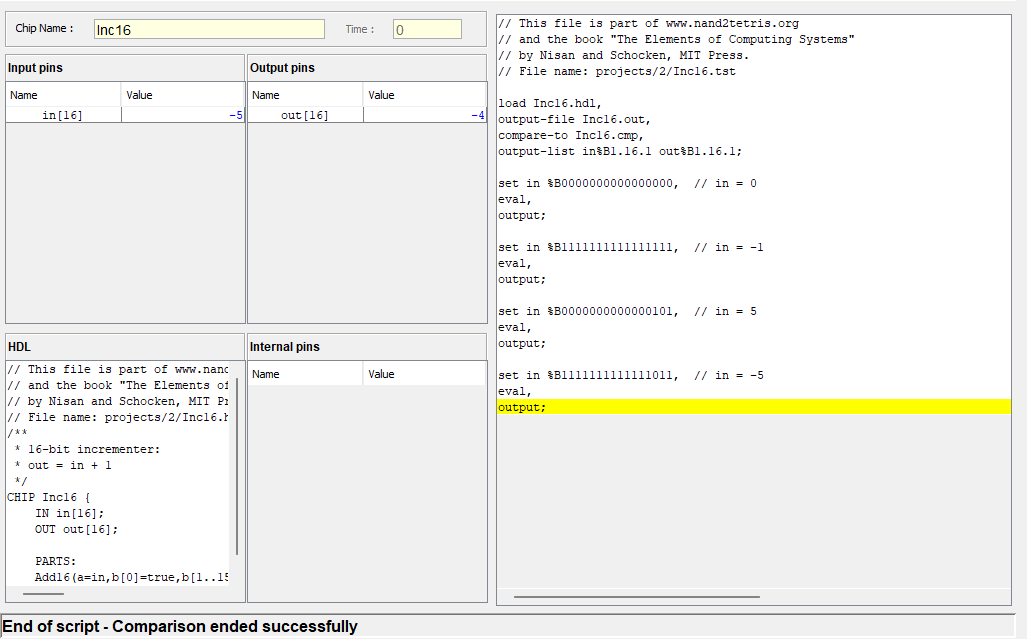 Chip Name : Inc16 Time : 0
Input pins
Name Value
in[16] -5
Output pins
Name Value
out[16] -4
HDL
// This file is part of www.nand
// and the book "The Elements of
// by Nisan and Schocken, MIT Pr
// File name: projects/2/Inc16.h
/**
* 16-bit incrementer:
* out = in + 1
*/
CHIP Inc16 {
IN in[16];
OUT out[16];
PARTS:
Add16(a=in,b[0]=true,b[1..15
Internal pins
Name Value
// This file is part of www.nand2tetris.org
// and the book "The Elements of Computing Systems"
// by Nisan and Schocken, MIT Press.
// File name: projects/2/Inc16.tst
load Inc16.hdl,
output-file Inc16.out,
compare-to Inc16.cmp,
output-list in%B1.16.1 out%B1.16.1;
set in %B0000000000000000,  // in = 0
eval,
output;
set in %B1111111111111111,  // in = -1
eval,
output;
set in %B0000000000000101,  // in = 5
eval,
output;
set in %B1111111111111011,  // in = -5
eval,
output;
End of script - Comparison ended successfully